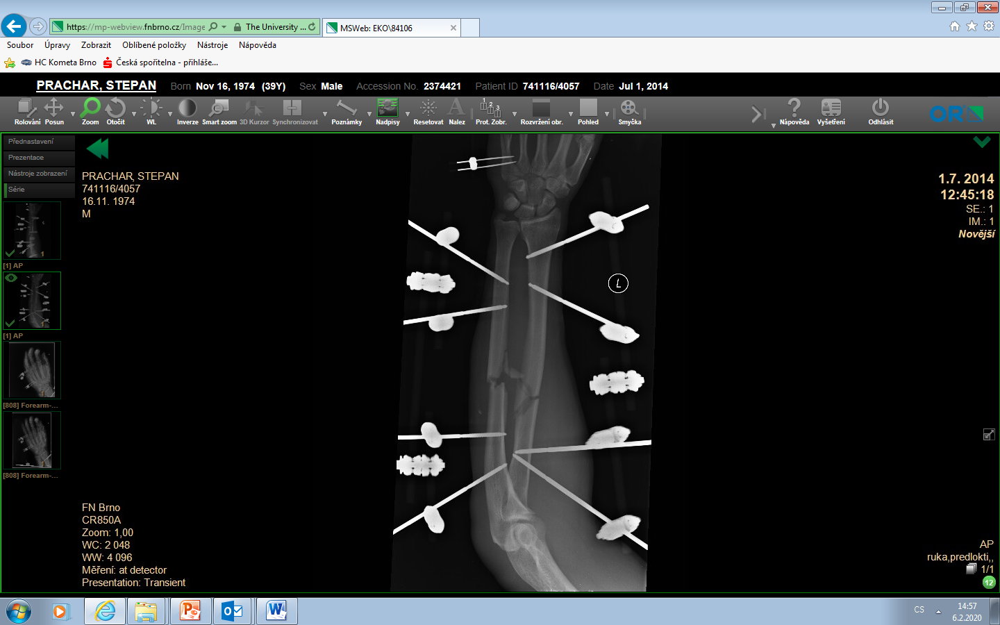 https://mp-webview.fnbrno.cz/Image
The University ...
MSWeb: EKO\84106
Soubor Úpravy Zobrazit Oblíbené položky Nástroje Nápověda
HC Kometa Brno Česká spořitelna - přihláše...
PRACHAR, STEPAN Born Nov 16, 1974 (39Y) Sex Male Accession No. 2374421 Patient ID 741116/4057 Date Jul 1, 2014
Rolování Posun Zoom Otočit WL Inverze Smart zoom 3D Kurzor Synchronizovat Poznámky Nadpisy Resetovat Nalez Prot. Zobr. Rozvržení obr. Pohled Smyčka Nápověda Vyšetření Odhlásit
Přednastavení
Prezentace
Nástroje zobrazení
Série
1
[1] AP
1
[1] AP
1
[808] Forearm-...
1
[808] Forearm-...
PRACHAR, STEPAN
741116/4057
16.11. 1974
M
1.7. 2014
12:45:18
SE.: 1
IM.: 1
Novější
L
FN Brno
CR850A
Zoom: 1,00
WC: 2 048
WW: 4 096
Měření: at detector
Presentation: Transient
AP
ruka,predlokti,,
1/1
12
CS
14:57
6.2.2020